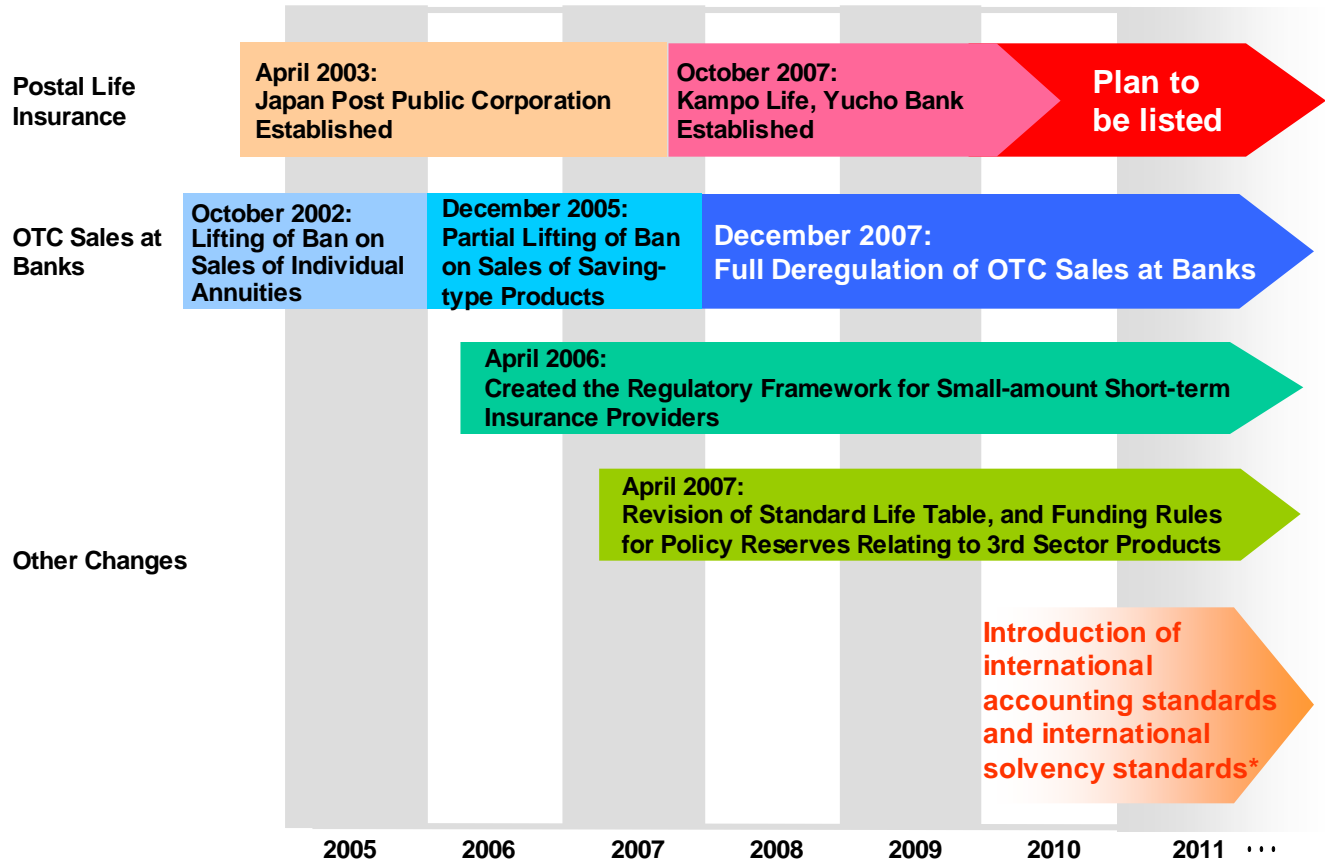 Postal Life
Insurance
April 2003:
Japan Post Public Corporation
Established
October 2007:
Kampo Life, Yucho Bank
Established
Plan to
be listed
OTC Sales at
Banks
October 2002:
Lifting of Ban on
Sales of Individual
Annuities
December 2005:
Partial Lifting of Ban
on Sales of Saving-
type Products
December 2007:
Full Deregulation of OTC Sales at Banks
April 2006:
Created the Regulatory Framework for Small-amount Short-term
Insurance Providers
Other Changes
April 2007:
Revision of Standard Life Table, and Funding Rules
for Policy Reserves Relating to 3rd Sector Products
Introduction of
international
accounting standards
and international
solvency standards*
2005 2006 2007 2008 2009 2010 2011 ···